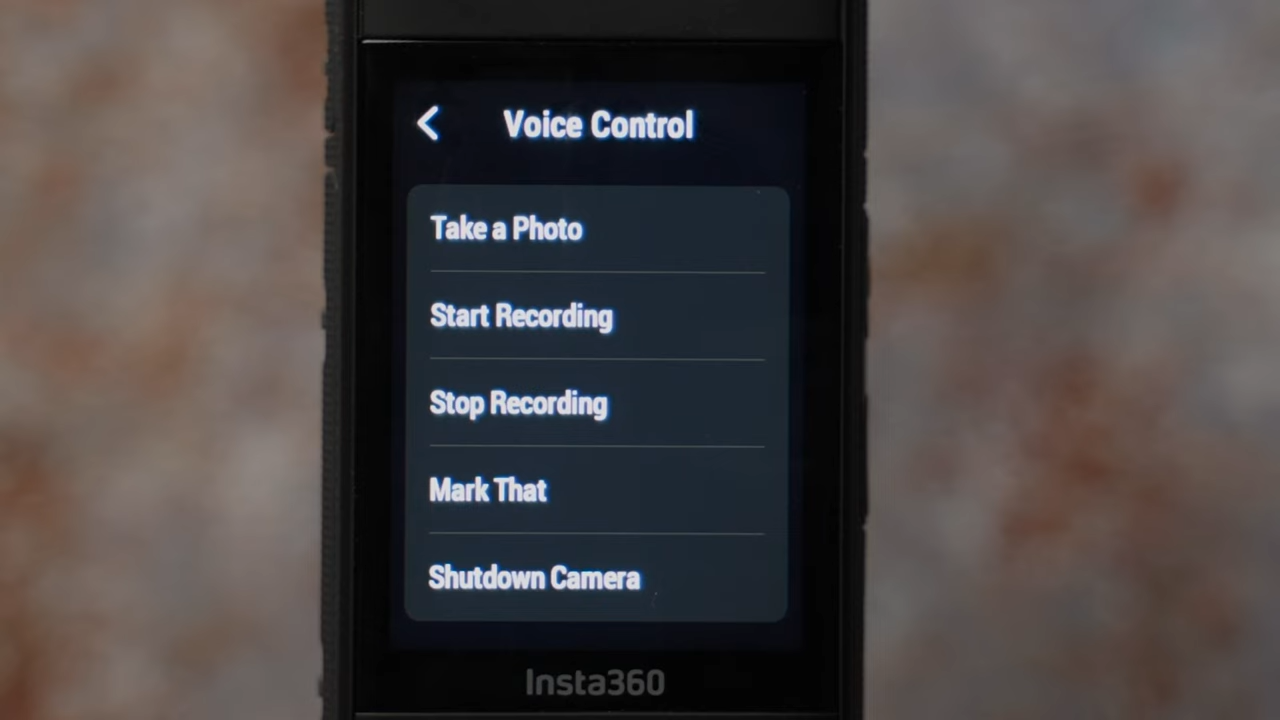 Voice Control
Take a Photo
Start Recording
Stop Recording
Mark That
Shutdown Camera
Insta360